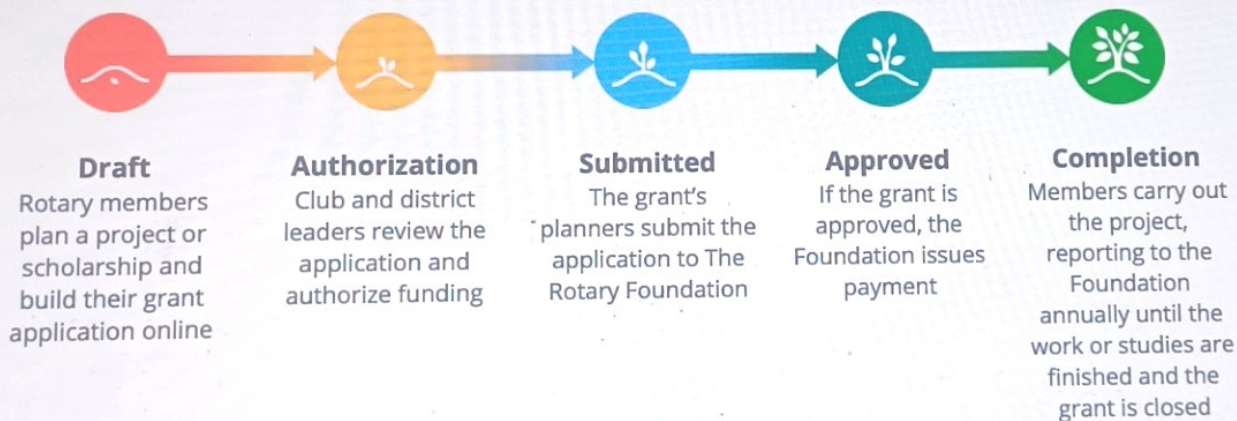 Draft
Rotary members
plan a project or
scholarship and
build their grant
application online
Authorization
Club and district
leaders review the
application and
authorize funding
Submitted
The grant's
planners submit the
application to The
Rotary Foundation
Approved
If the grant is
approved, the
Foundation issues
payment
Completion
Members carry out
the project,
reporting to the
Foundation
annually until the
work or studies are
finished and the
grant is closed